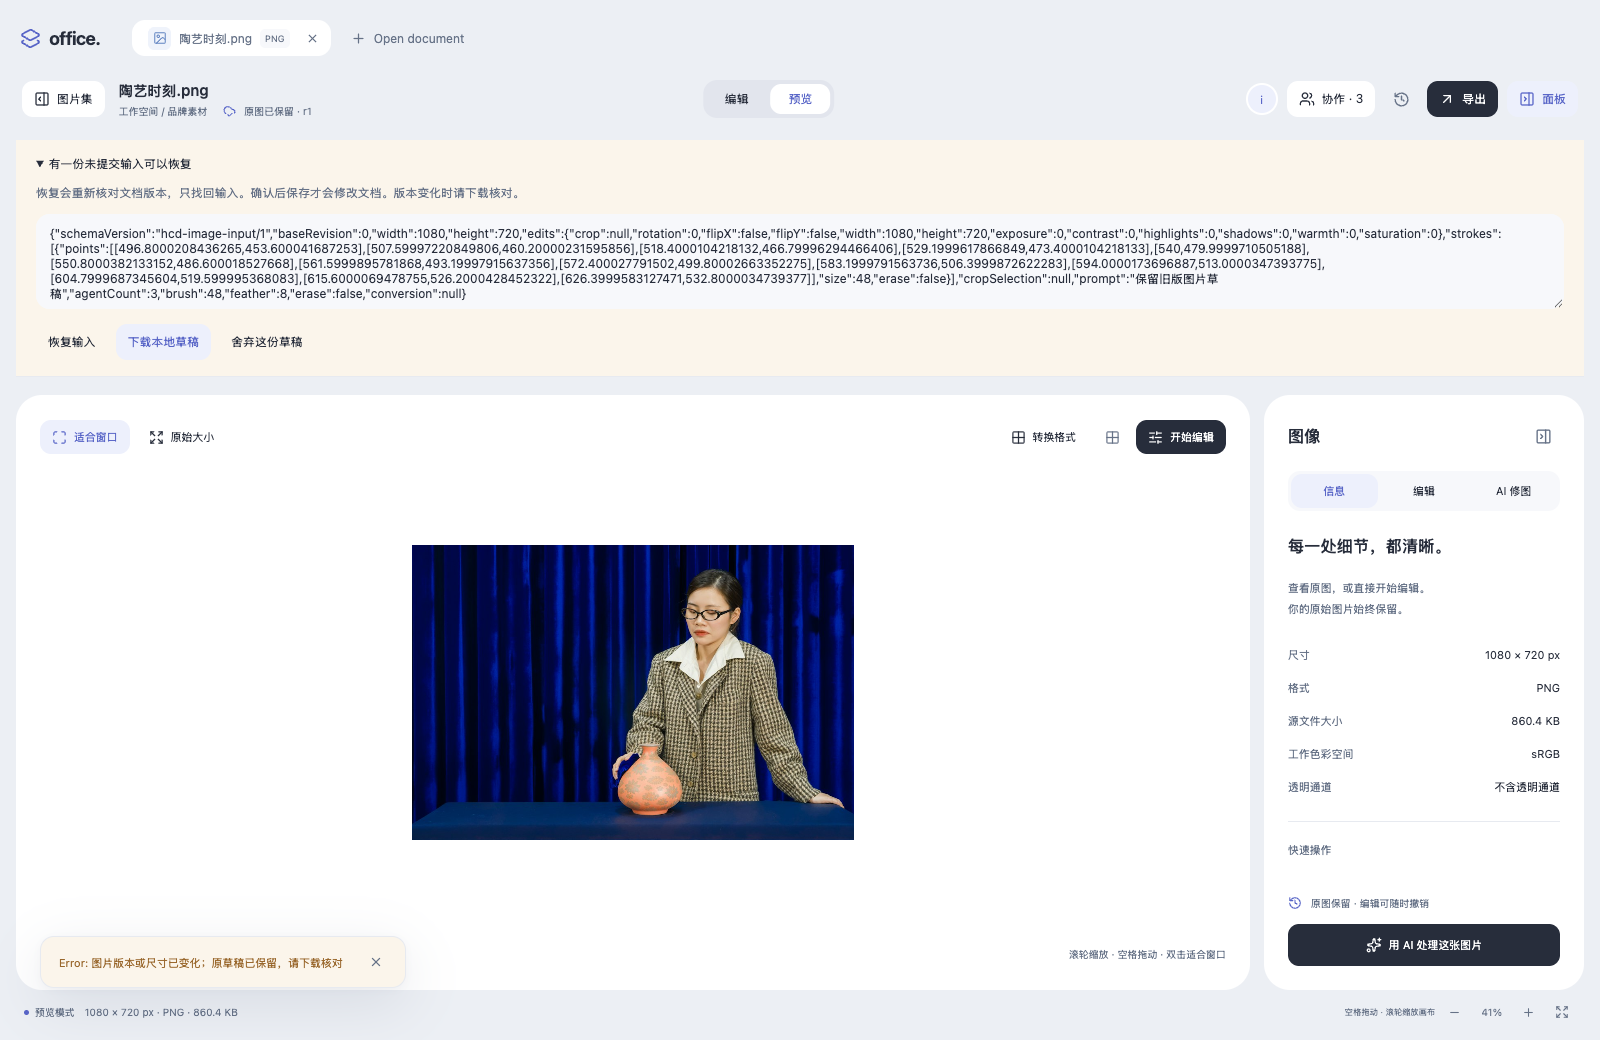 office.
陶艺时刻.png PNG
Open document
图片集
陶艺时刻.png
工作空间 / 品牌素材 原图已保留 · r1
编辑 预览
i
协作 · 3
导出
面板
▼ 有一份未提交输入可以恢复
恢复会重新核对文档版本，只找回输入。确认后保存才会修改文档。版本变化时请下载核对。
{"schemaVersion":"hcd-image-input/1","baseRevision":0,"width":1080,"height":720,"edits":{"crop":null,"rotation":0,"flipX":false,"flipY":false,"width":1080,"height":720,"exposure":0,"contrast":0,"highlights":0,"shadows":0,"warmth":0,"saturation":0},"strokes":
[{"points":[[496.8000208436265,453.600041687253],[507.59997220849806,460.20000231595856],[518.4000104218132,466.79996294466406],[529.1999617866849,473.4000104218133],[540,479.9999710505188],
[550.8000382133152,486.600018527668],[561.5999895781868,493.19997915637356],[572.400027791502,499.80002663352275],[583.1999791563736,506.3999872622283],[594.0000173696887,513.0000347393775],
[604.7999687345604,519.599995368083],[615.6000069478755,526.2000428452322],[626.3999583127471,532.8000034739377]],"size":48,"erase":false}],"cropSelection":null,"prompt":"保留旧版图片草
稿","agentCount":3,"brush":48,"feather":8,"erase":false,"conversion":null}
恢复输入 下载本地草稿 舍弃这份草稿
适合窗口 原始大小
转换格式 开始编辑
图像
信息 编辑 AI 修图
每一处细节，都清晰。
查看原图，或直接开始编辑。
你的原始图片始终保留。
尺寸 1080 × 720 px
格式 PNG
源文件大小 860.4 KB
工作色彩空间 sRGB
透明通道 不含透明通道
快速操作
原图保留 · 编辑可随时撤销
用 AI 处理这张图片
Error: 图片版本或尺寸已变化；原草稿已保留，请下载核对
滚轮缩放 · 空格拖动 · 双击适合窗口
预览模式 1080 × 720 px · PNG · 860.4 KB
空格拖动 · 滚轮缩放画布 41%